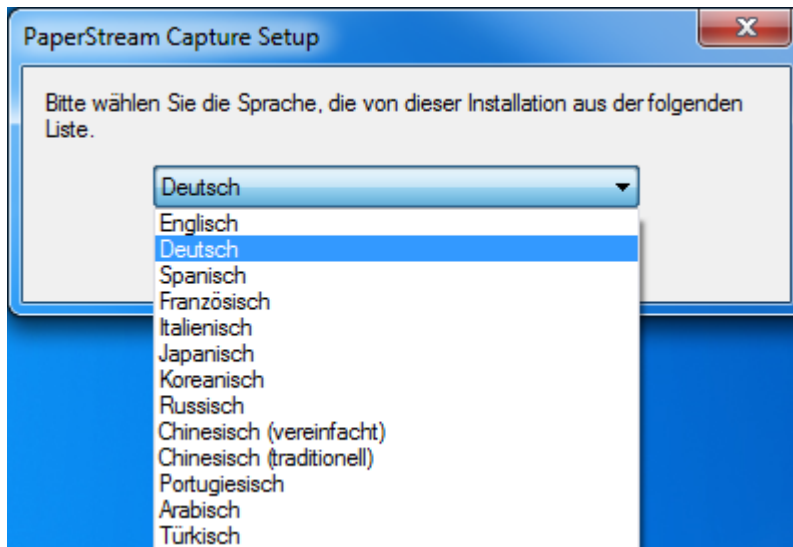 PaperStream Capture Setup
Bitte wählen Sie die Sprache, die von dieser Installation aus der folgenden
Liste.
Deutsch
Englisch
Deutsch
Spanisch
Französisch
Italienisch
Japanisch
Koreanisch
Russisch
Chinesisch (vereinfacht)
Chinesisch (traditionell)
Portugiesisch
Arabisch
Türkisch